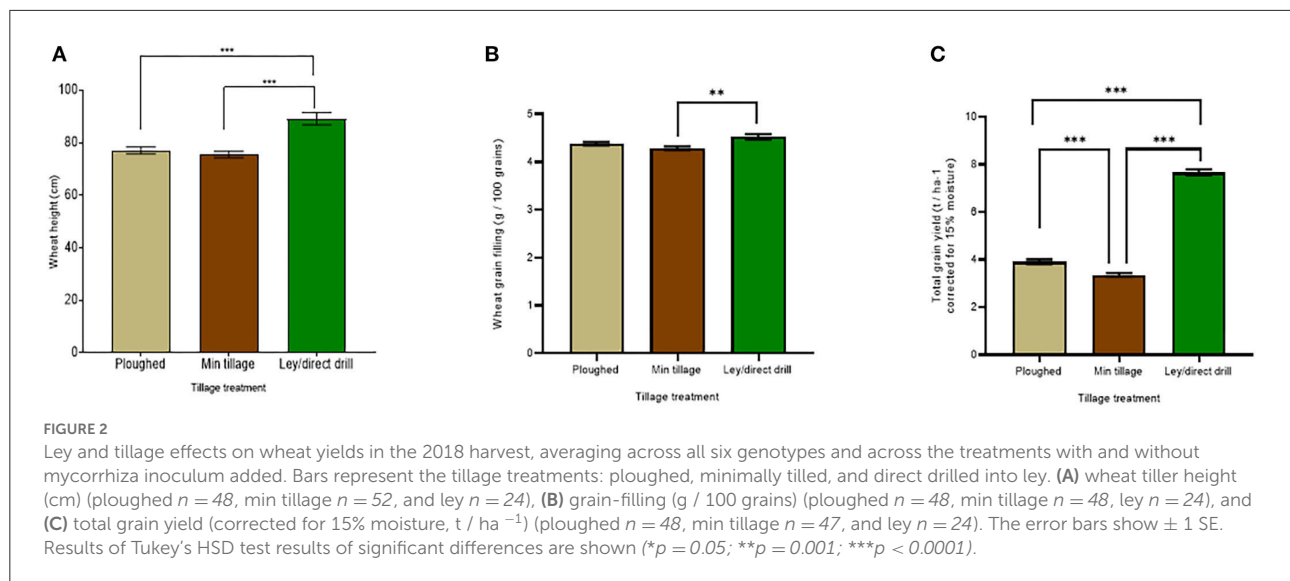 A
***
***
100
80
60
40
20
0
Wheat height (cm)
Ploughed Min tillage Ley/direct drill
Tillage treatment
B
**
5
4
3
2
1
0
Wheat grain filling (g / 100 grains)
Ploughed Min tillage Ley/direct drill
Tillage treatment
C
***
*** ***
10
8
6
4
2
0
Total grain yield (t / ha-1
corrected for 15% moisture)
Ploughed Min tillage Ley/direct drill
Tillage treatment
FIGURE 2
Ley and tillage effects on wheat yields in the 2018 harvest, averaging across all six genotypes and across the treatments with and without
mycorrhiza inoculum added. Bars represent the tillage treatments: ploughed, minimally tilled, and direct drilled into ley. (A) wheat tiller height
(cm) (ploughed n = 48, min tillage n = 52, and ley n = 24), (B) grain-filling (g / 100 grains) (ploughed n = 48, min tillage n = 48, ley n = 24), and
(C) total grain yield (corrected for 15% moisture, t / ha −1) (ploughed n = 48, min tillage n = 47, and ley n = 24). The error bars show ± 1 SE.
Results of Tukey's HSD test results of significant differences are shown (*p = 0.05; **p = 0.001; ***p < 0.0001).